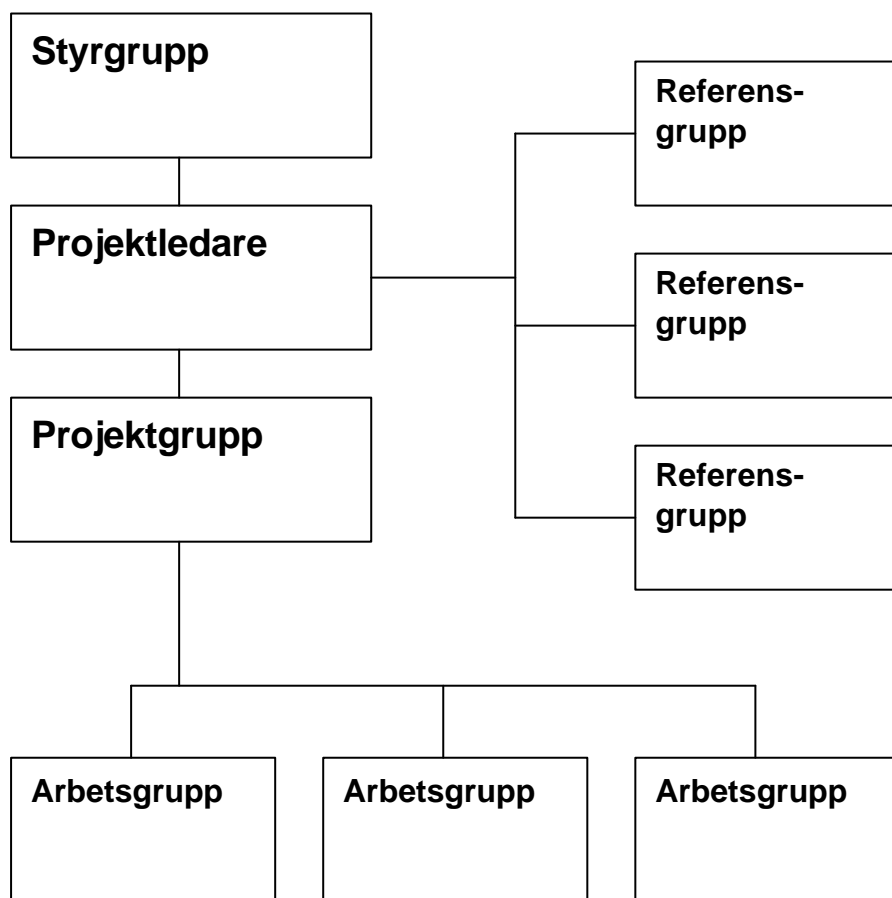 Styrgrupp
Referens-
grupp
Projektledare
Referens-
grupp
Projektgrupp
Referens-
grupp
Arbetsgrupp
Arbetsgrupp
Arbetsgrupp